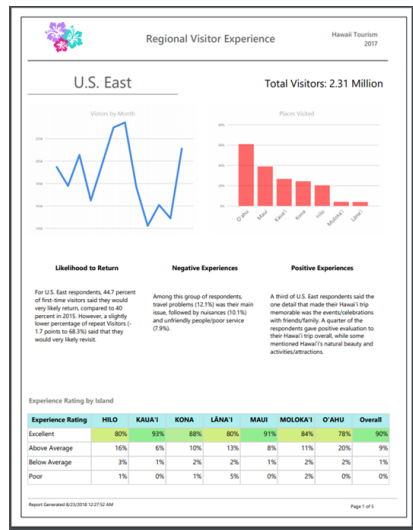 Regional Visitor Experience
Hawaii Tourism
2017
U.S. East
Total Visitors: 2.31 Million
Visitors by Month
Places Visited
80%
60%
40%
20%
0%
O'ahu
Maui
Kaua'i
Kona
Hilo
Moloka'i
Lāna'i
Likelihood to Return
For U.S. East respondents, 44.7 percent
of first-time visitors said they would
very likely return, compared to 40
percent in 2015. However, a slightly
lower percentage of repeat Visitors (-
1.7 points to 68.3%) said that they
would very likely revisit.
Negative Experiences
Among this group of respondents,
travel problems (12.1%) was their main
issue, followed by nuisances (10.1%)
and unfriendly people/poor service
(7.9%).
Positive Experiences
A third of U.S. East respondents said the
one detail that made their Hawai'i trip
memorable was the events/celebrations
with friends/family. A quarter of the
respondents gave positive evaluation to
their Hawai'i trip overall, while some
mentioned Hawai'i's natural beauty and
activities/attractions.
Experience Rating by Island
Experience Rating HILO KAUA'I KONA LĀNA'I MAUI MOLOKA'I O'AHU Overall
Excellent 80% 93% 88% 80% 91% 84% 78% 90%
Above Average 16% 6% 10% 13% 8% 11% 20% 9%
Below Average 3% 1% 2% 2% 1% 2% 2% 1%
Poor 1% 0% 1% 5% 0% 2% 0% 0%
Report Generated 8/23/2018 12:27:52 AM
Page 1 of 5